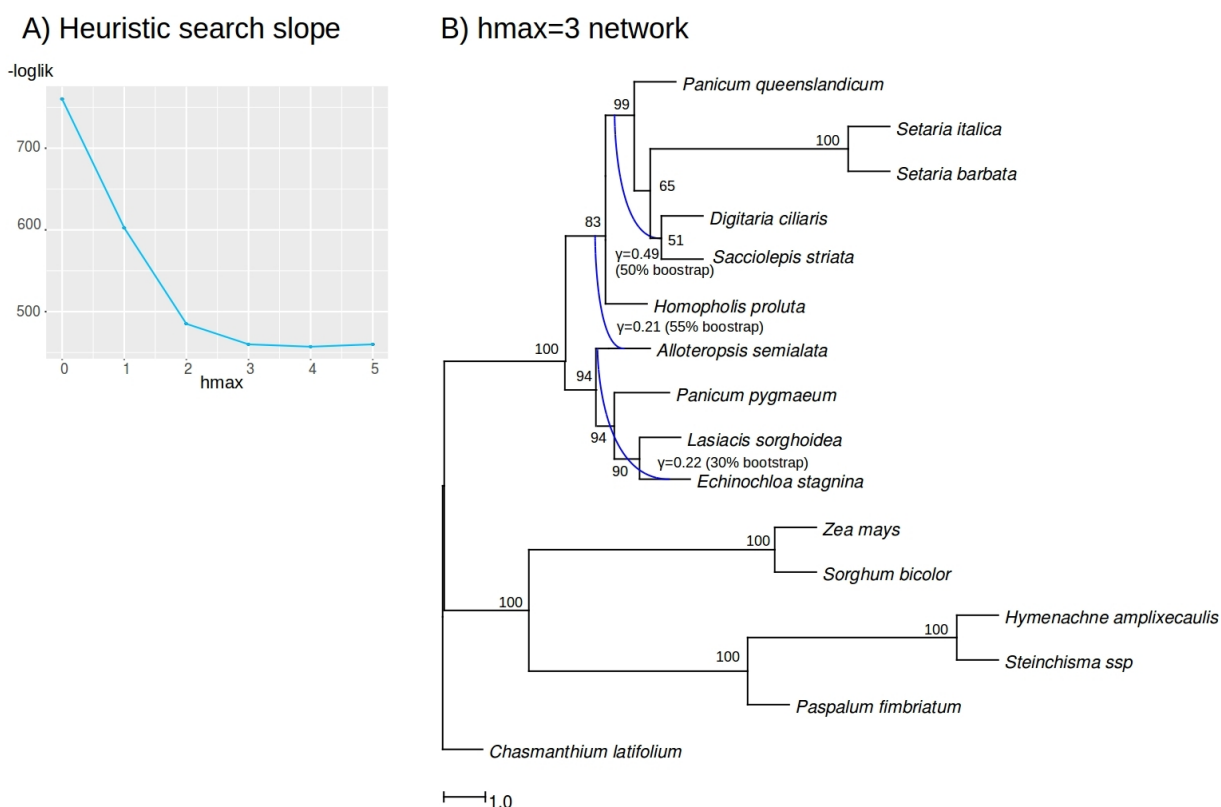 A) Heuristic search slope
-loglik
700
600
500
0 1 2 3 4 5
hmax
B) hmax=3 network
Panicum queenslandicum
99
Setaria italica
100
Setaria barbata
65
Digitaria ciliaris
83
51
γ=0.49
Sacciolepis striata
(50% boostrap)
Homopholis proluta
γ=0.21 (55% boostrap)
100
Alloteropsis semialata
94
Panicum pygmaeum
94
Lasiacis sorghoidea
γ=0.22 (30% bootstrap)
90
Echinochloa stagnina
Zea mays
100
Sorghum bicolor
100
Hymenachne amplixecaulis
100
Steinchisma ssp
100
Paspalum fimbriatum
Chasmanthium latifolium
1.0